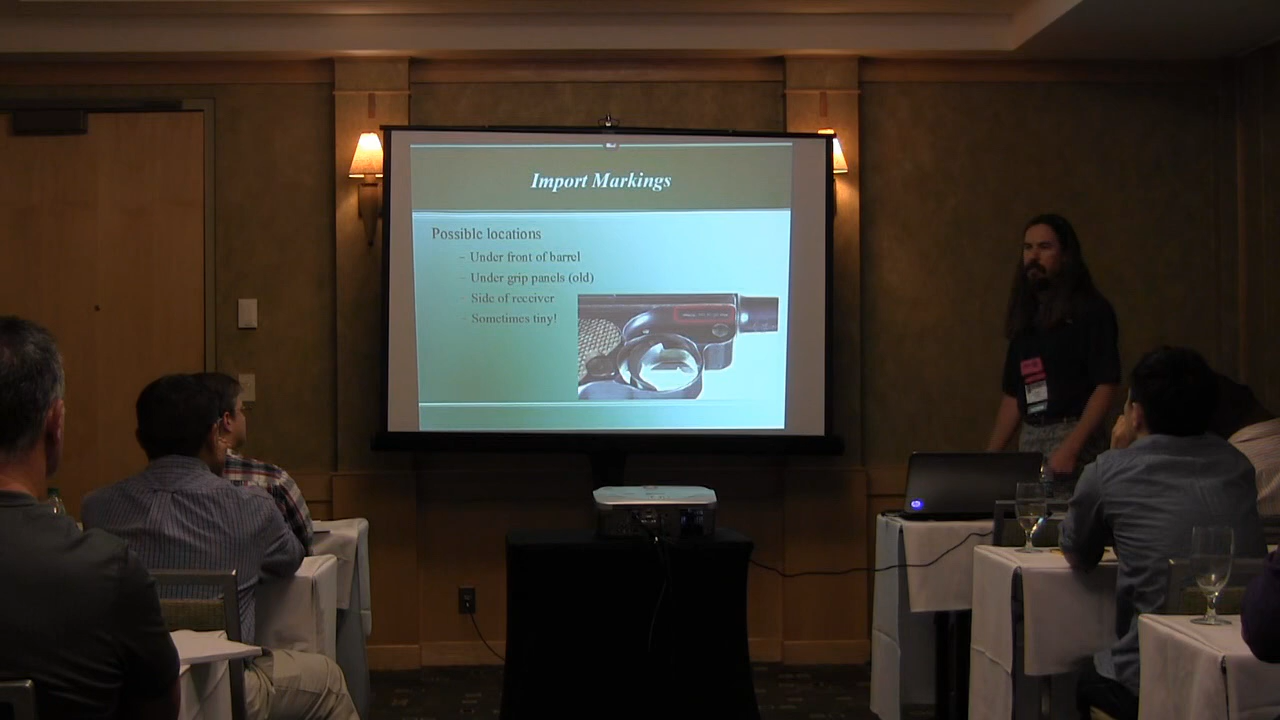 Import Markings
Possible locations
– Under front of barrel
– Under grip panels (old)
– Side of receiver
– Sometimes tiny!